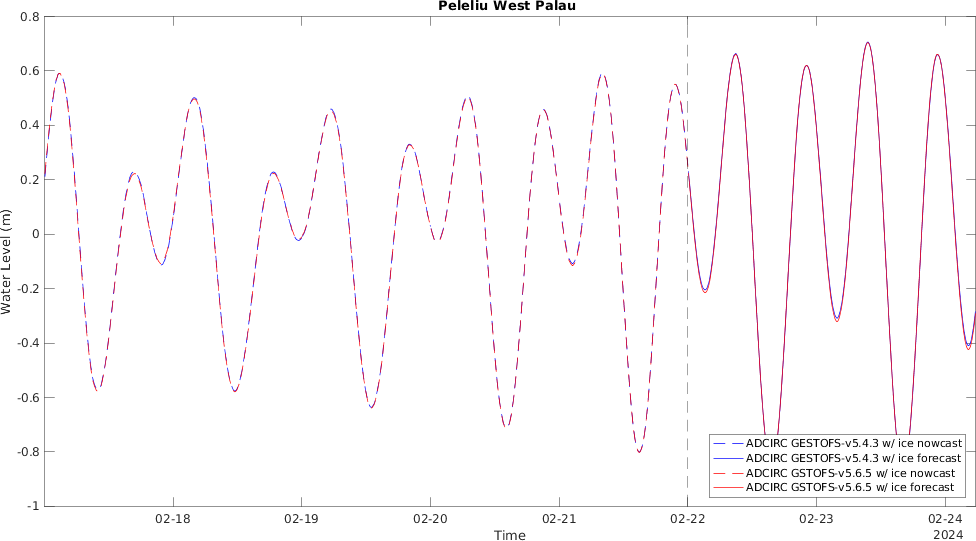 Peleliu West Palau
0.8
0.6
0.4
0.2
0
-0.2
-0.4
-0.6
-0.8
-1
Water Level (m)
02-18
02-19
02-20
02-21
02-22
02-23
02-24
Time
2024
ADCIRC GESTOFS-v5.4.3 w/ ice nowcast
ADCIRC GESTOFS-v5.4.3 w/ ice forecast
ADCIRC GSTOFS-v5.6.5 w/ ice nowcast
ADCIRC GSTOFS-v5.6.5 w/ ice forecast